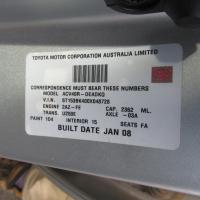 TOYOTA MOTOR CORPORATION AUSTRALIA LIMITED
CORRESPONDENCE MUST BEAR THESE NUMBERS
MODEL ACV40R-DEADKQ
V.I.N.
ENGINE 2AZ-FE CAP. 2362 ML.
TRANS. U250E AXLE -03A
PAINT 1D4 INTERIOR 15 SEATS FA
BUILT DATE JAN 08